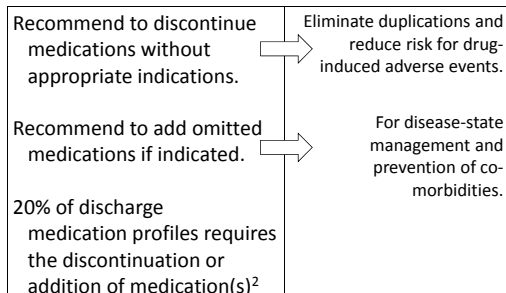 Recommend to discontinue
medications without
appropriate indications.
Recommend to add omitted
medications if indicated.
20% of discharge
medication profiles requires
the discontinuation or
addition of medication(s)²
Eliminate duplications and
reduce risk for drug-
induced adverse events.
For disease-state
management and
prevention of co-
morbidities.